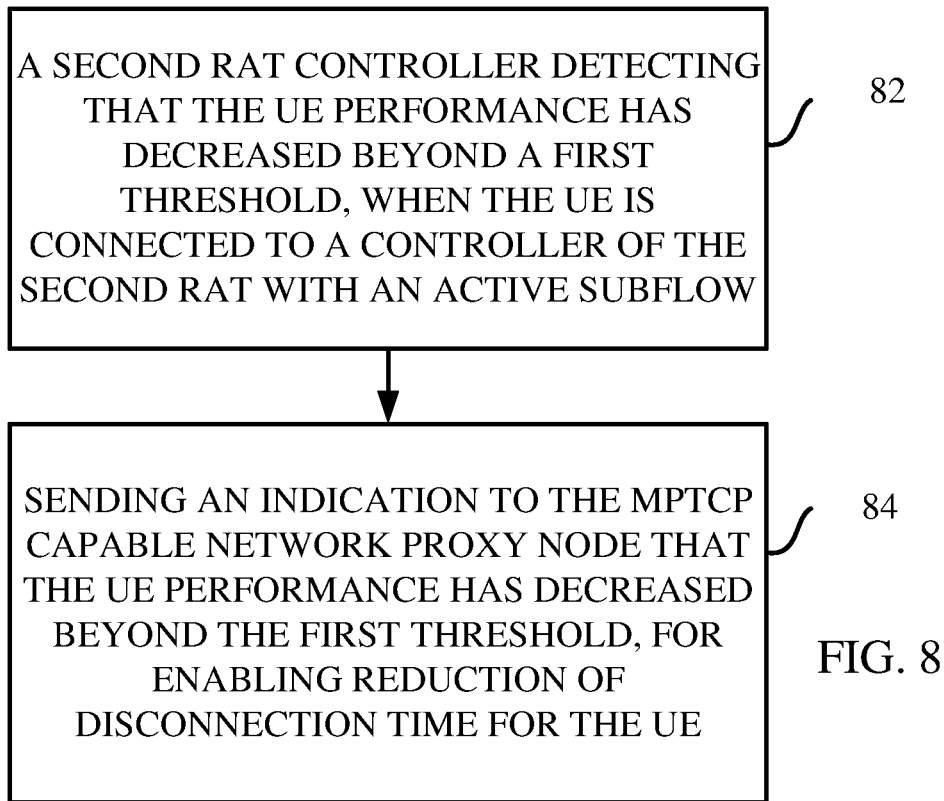 A SECOND RAT CONTROLLER DETECTING
THAT THE UE PERFORMANCE HAS
DECREASED BEYOND A FIRST
THRESHOLD, WHEN THE UE IS
CONNECTED TO A CONTROLLER OF THE
SECOND RAT WITH AN ACTIVE SUBFLOW
82
SENDING AN INDICATION TO THE MPTCP
CAPABLE NETWORK PROXY NODE THAT
THE UE PERFORMANCE HAS DECREASED
BEYOND THE FIRST THRESHOLD, FOR
ENABLING REDUCTION OF
DISCONNECTION TIME FOR THE UE
84
FIG. 8